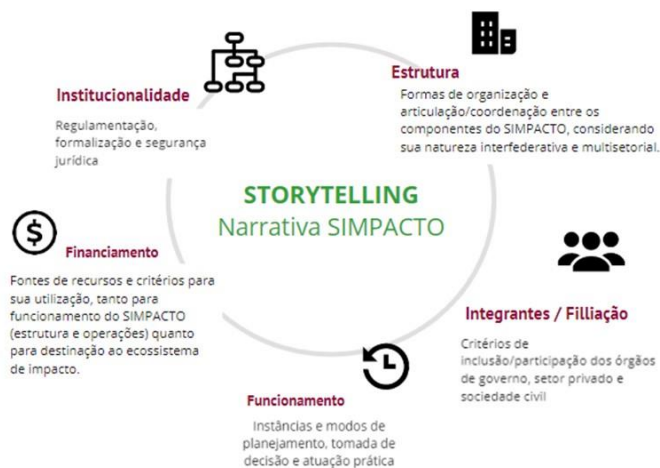 Institucionalidade
Regulamentação,
formalização e segurança
jurídica
Estrutura
Formas de organização e
articulação/coordenação entre os
componentes do SIMPACTO, considerando
sua natureza interfederativa e multisetorial.
STORYTELLING
Narrativa SIMPACTO
$
Financiamento
Fontes de recursos e critérios para
sua utilização, tanto para
funcionamento do SIMPACTO
(estrutura e operações) quanto
para destinação ao ecossistema
de impacto.
Integrantes / Filliação
Critérios de
inclusão/participação dos órgãos
de governo, setor privado e
sociedade civil
Funcionamento
Instâncias e modos de
planejamento, tomada de
decisão e atuação prática